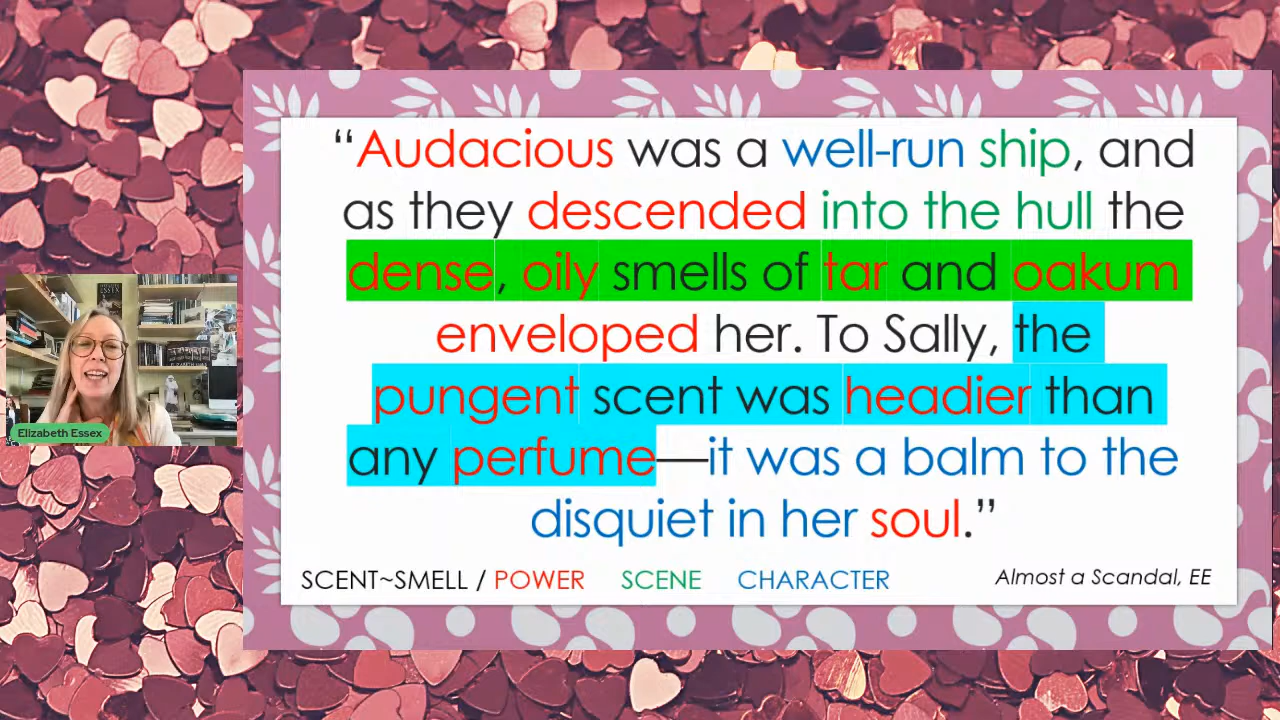 “Audacious was a well-run ship, and
as they descended into the hull the
dense, oily smells of tar and oakum
enveloped her. To Sally, the
pungent scent was headier than
any perfume—it was a balm to the
disquiet in her soul.”
SCENT~SMELL / POWER SCENE CHARACTER
Almost a Scandal, EE
ESSEX
Elizabeth Essex